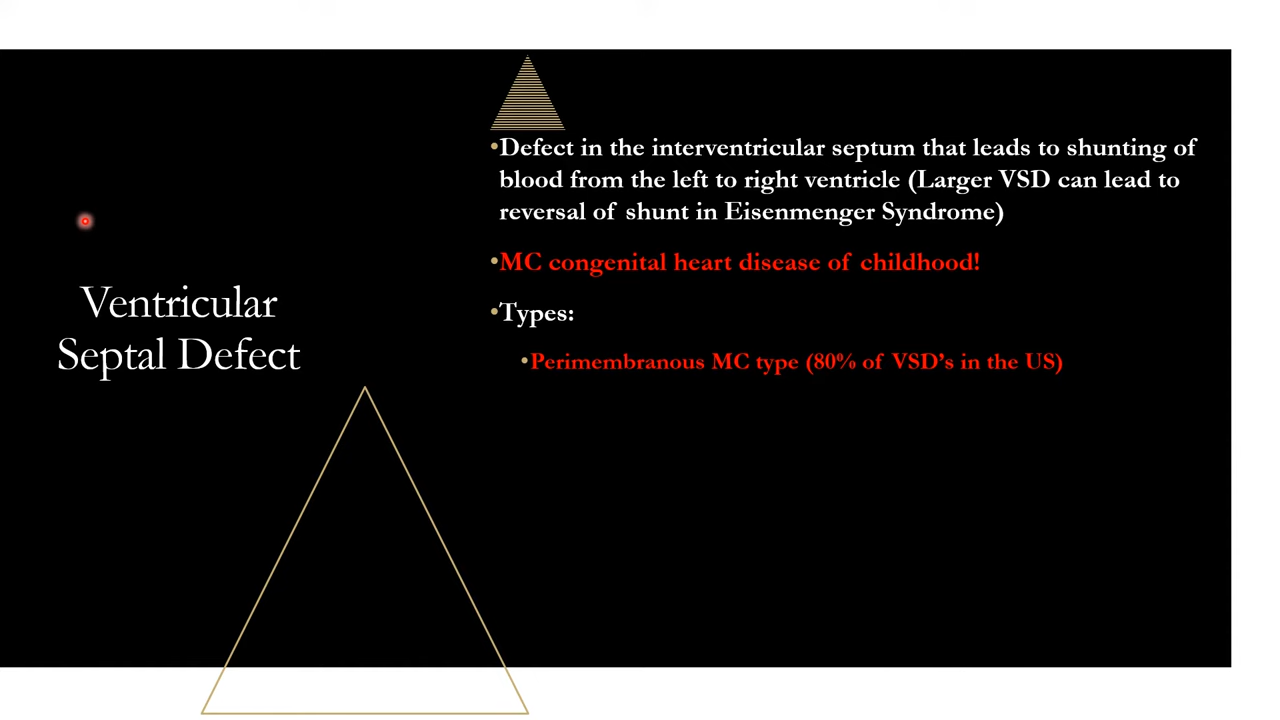 Ventricular
Septal Defect
•Defect in the interventricular septum that leads to shunting of
blood from the left to right ventricle (Larger VSD can lead to
reversal of shunt in Eisenmenger Syndrome)
•MC congenital heart disease of childhood!
•Types:
•Perimembranous MC type (80% of VSD’s in the US)